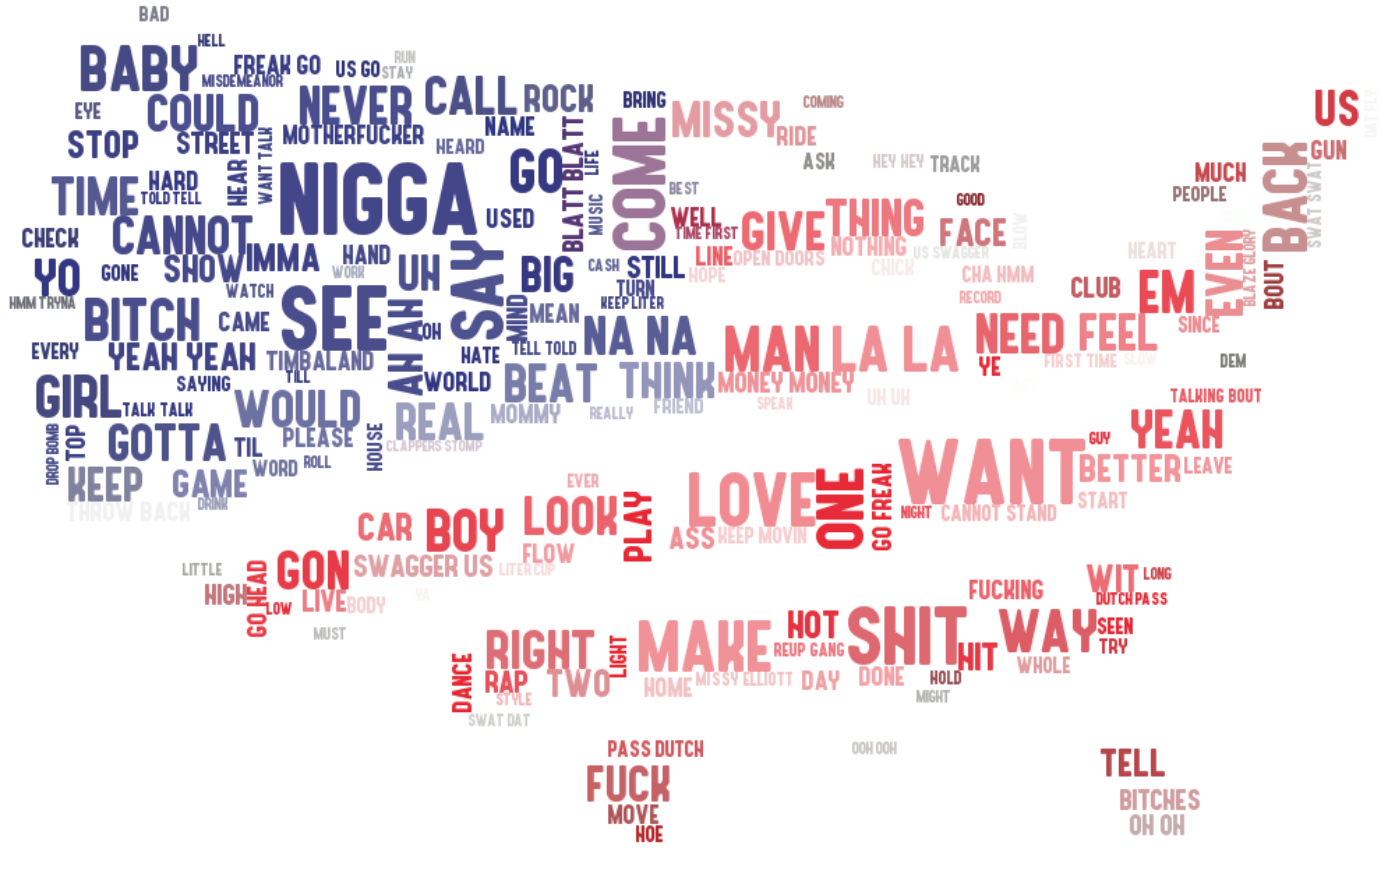 BAD
HELL
BABY
FREAK GO
US GO
RUN
STAY
MISDEMEANOR
EYE
COULD
NEVER
CALL
ROCK
BRING
MISSY
COMING
US
DAT FLY
STOP
STREET
MOTHERFUCKER
NAME
RIDE
HEARD
GUN
HEAR
WANT TALK
BLATT BLATT
LIFE
COME
ASK
HEY HEY
TRACK
BACK
SWAT SWAT
TIME
HARD
TOLD TELL
NIGGA
GO
BEST
MUCH
PEOPLE
GOOD
USED
MUSIC
WELL
TIME FIRST
GIVE
THING
FACE
BLOW
CHECK
CANNOT
IMMA
HAND
SAY
NOTHING
US SWAGGER
HEART
EVEN
BLAZE GLORY
YO
GONE
SHOW
WORK
UH
BIG
CASH
STILL
LINE
OPEN DOORS
HOPE
CHICK
CHA HMM
CLUB
EM
BOUT
WATCH
TURN
RECORD
HMM TRYNA
BITCH
CAME
SEE
AH AH
OH
MIND
MEAN
KEEP LITER
NA NA
MAN
LA LA
NEED
FEEL
SINCE
EVERY
YEAH YEAH
TIMBALAND
HATE
TELL TOLD
YE
FIRST TIME
SLOW
DEM
GIRL
SAYING
TILL
WORLD
BEAT
THINK
MONEY MONEY
TALK TALK
WOULD
REAL
MOMMY
REALLY
FRIEND
SPEAK
UH UH
TALKING BOUT
DROP BOMB
TOP
GOTTA
TIL
PLEASE
HOUSE
CLAPPERS STOMP
WANT
GUY
YEAH
WORD
ROLL
BETTER
LEAVE
KEEP
GAME
DRINK
THROW BACK
EVER
LOVE
ONE
GO FREAK
START
CAR
BOY
LOOK
PLAY
ASS
KEEP MOVIN
NIGHT
CANNOT STAND
LITTLE
GON
SWAGGER US
FLOW
LITER CUP
HIGH
GO HEAD
LOW
LIVE
BODY
YA
FUCKING
WIT
LONG
DUTCH PASS
MUST
RIGHT
LIGHT
MAKE
HOT
SHIT
WAY
SEEN
TRY
REUP GANG
HIT
WHOLE
DANCE
RAP
STYLE
TWO
HOME
MISSY ELLIOTT
DAY
DONE
HOLD
MIGHT
SWAT DAT
PASS DUTCH
OOH OOH
TELL
FUCK
MOVE
HOE
BITCHES
OH OH